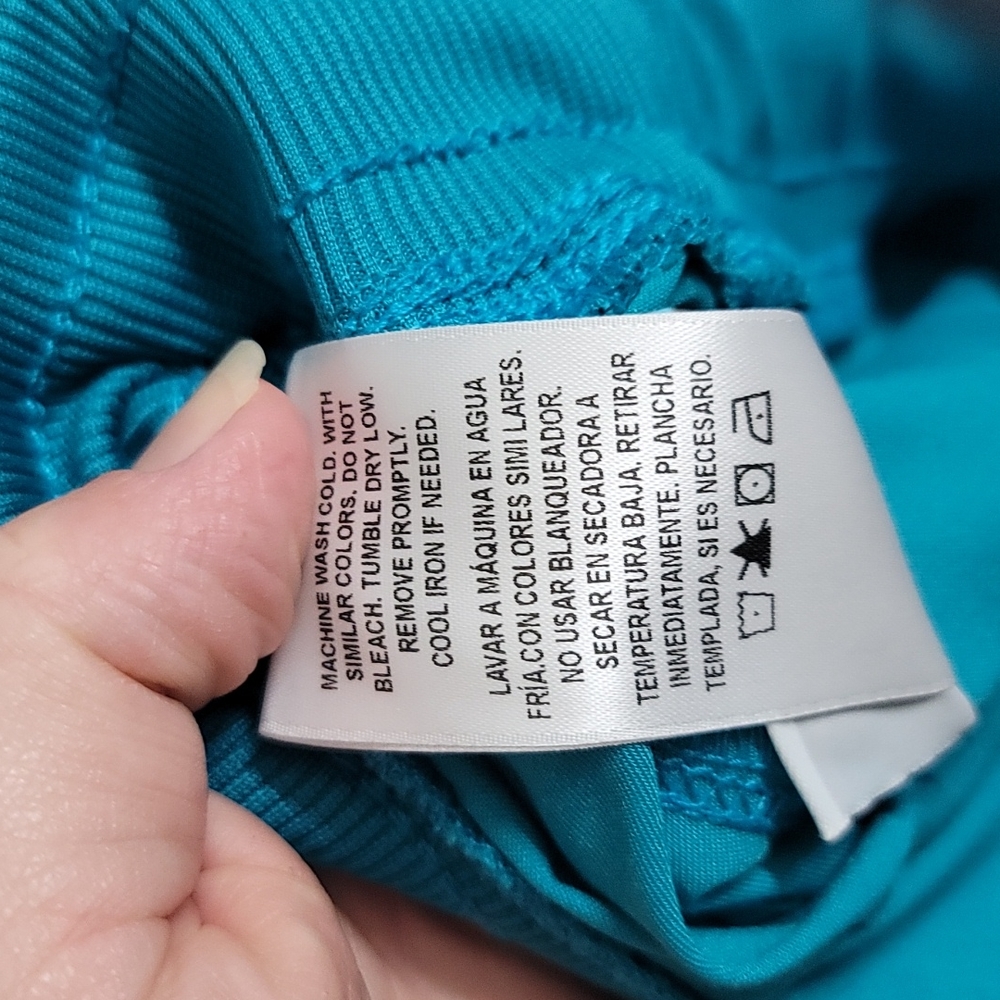 MACHINE WASH COLD. WITH
SIMILAR COLORS. DO NOT
BLEACH. TUMBLE DRY LOW.
REMOVE PROMPTLY.
COOL IRON IF NEEDED.
LAVAR A MÁQUINA EN AGUA
FRÍA.CON COLORES SIMI LARES.
NO USAR BLANQUEADOR.
SECAR EN SECADORA A
TEMPERATURA BAJA. RETIRAR
INMEDIATAMENTE. PLANCHA
TEMPLADA, SI ES NECESARIO.